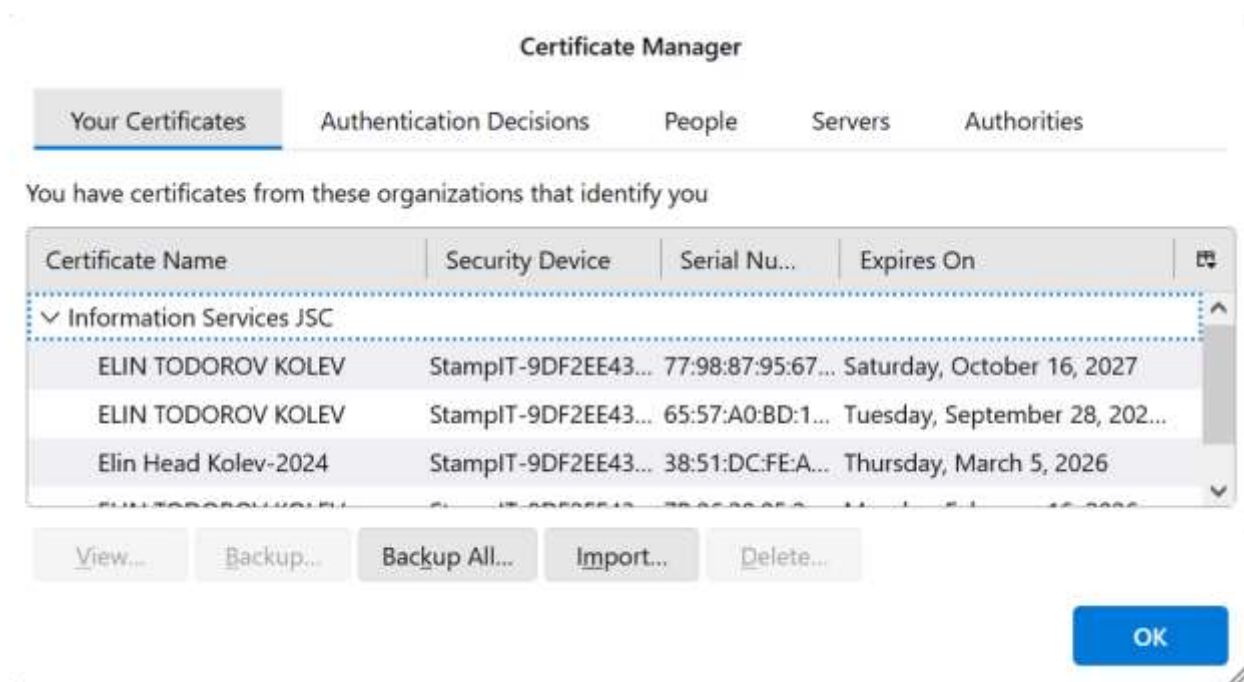 Certificate Manager
Your Certificates Authentication Decisions People Servers Authorities
You have certificates from these organizations that identify you
Certificate Name Security Device Serial Nu... Expires On
Information Services JSC
ELIN TODOROV KOLEV StampIT-9DF2EE43... 77:98:87:95:67... Saturday, October 16, 2027
ELIN TODOROV KOLEV StampIT-9DF2EE43... 65:57:A0:BD:1... Tuesday, September 28, 202...
Elin Head Kolev-2024 StampIT-9DF2EE43... 38:51:DC:FE:A... Thursday, March 5, 2026
View... Backup... Backup All... Import... Delete...
OK